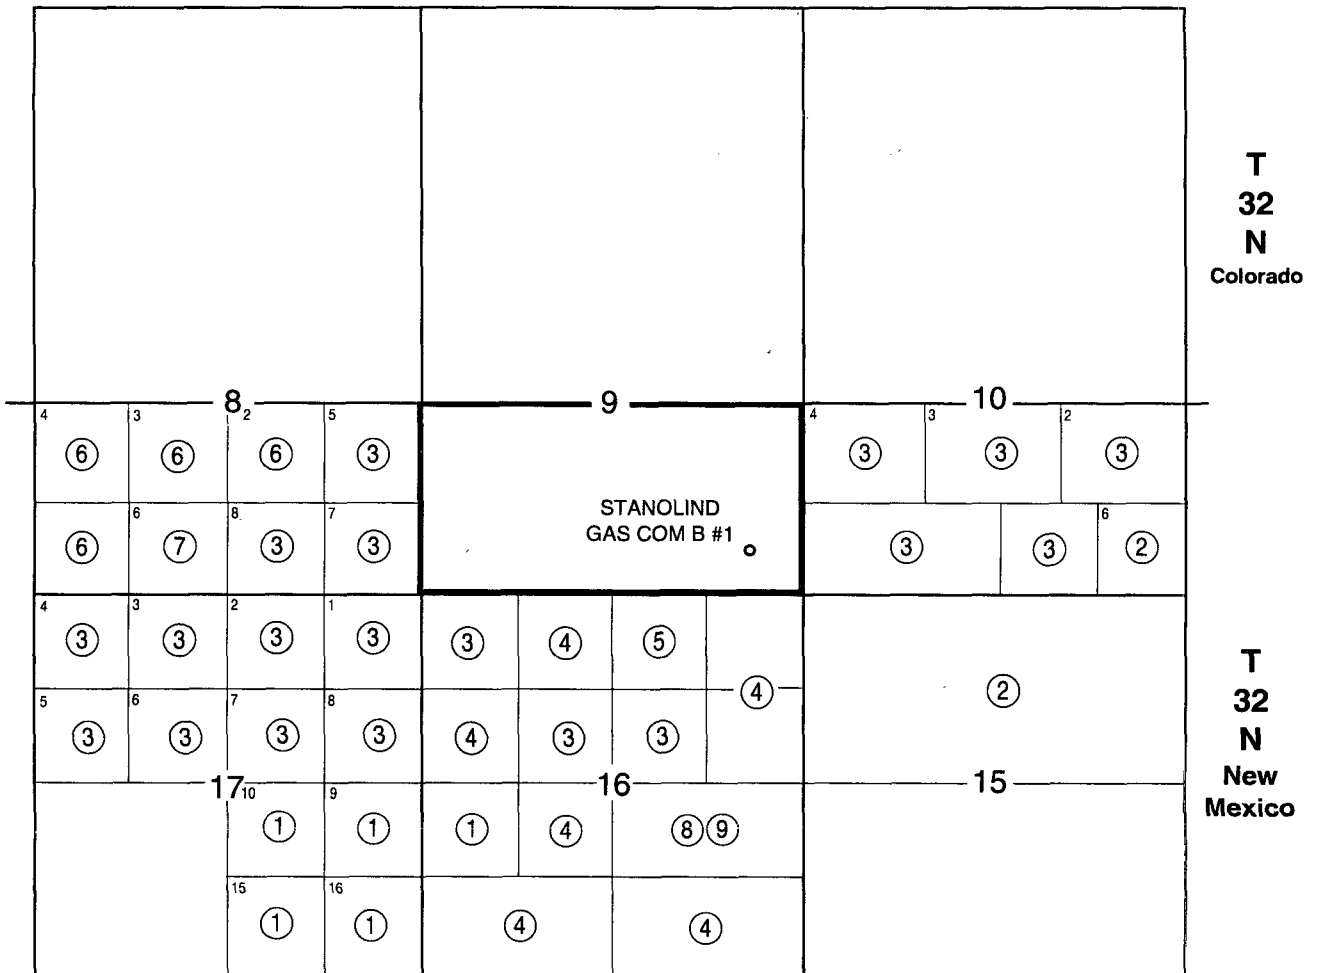 T
32
N
Colorado
8 9 10
4 3 2 5 4 3 2
6 6 6 3 3 3 3
STANOLIND
GAS COM B #1
6 8 7 6
6 7 3 3 3 3 2
4 3 2 1
3 3 3 3 3 4 5
4 2
5 6 7 8
3 3 3 3 4 3 3
T
32
N
New
Mexico
17 16 15
10 9
1 1 1 4 8 9
15 16
1 1 4 4